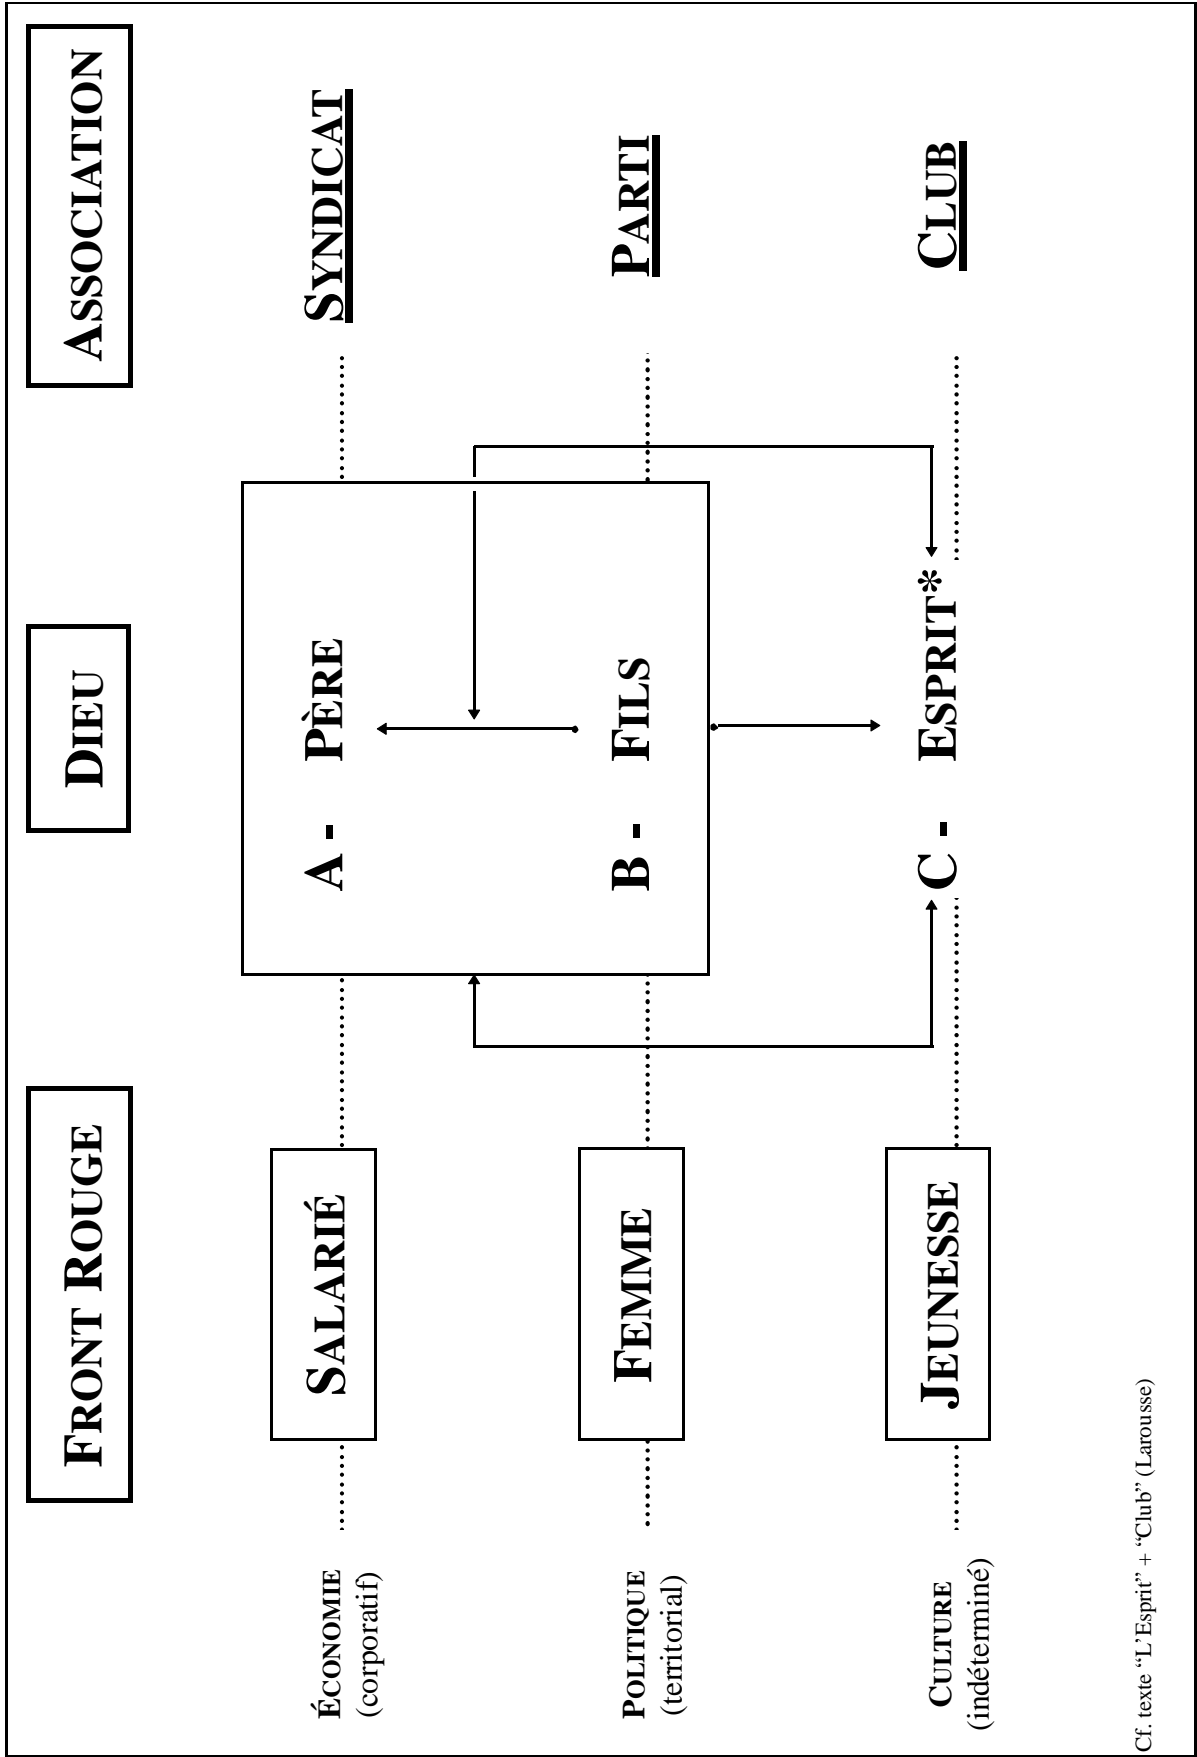 FRONT ROUGE
DIEU
ASSOCIATION
ÉCONOMIE
(corporatif)
SALARIÉ
A - PÈRE
SYNDICAT
POLITIQUE
(territorial)
FEMME
B - FILS
PARTI
CULTURE
(indéterminé)
JEUNESSE
C - ESPRIT*
CLUB
Cf. texte “L’Esprit” + “Club” (Larousse)